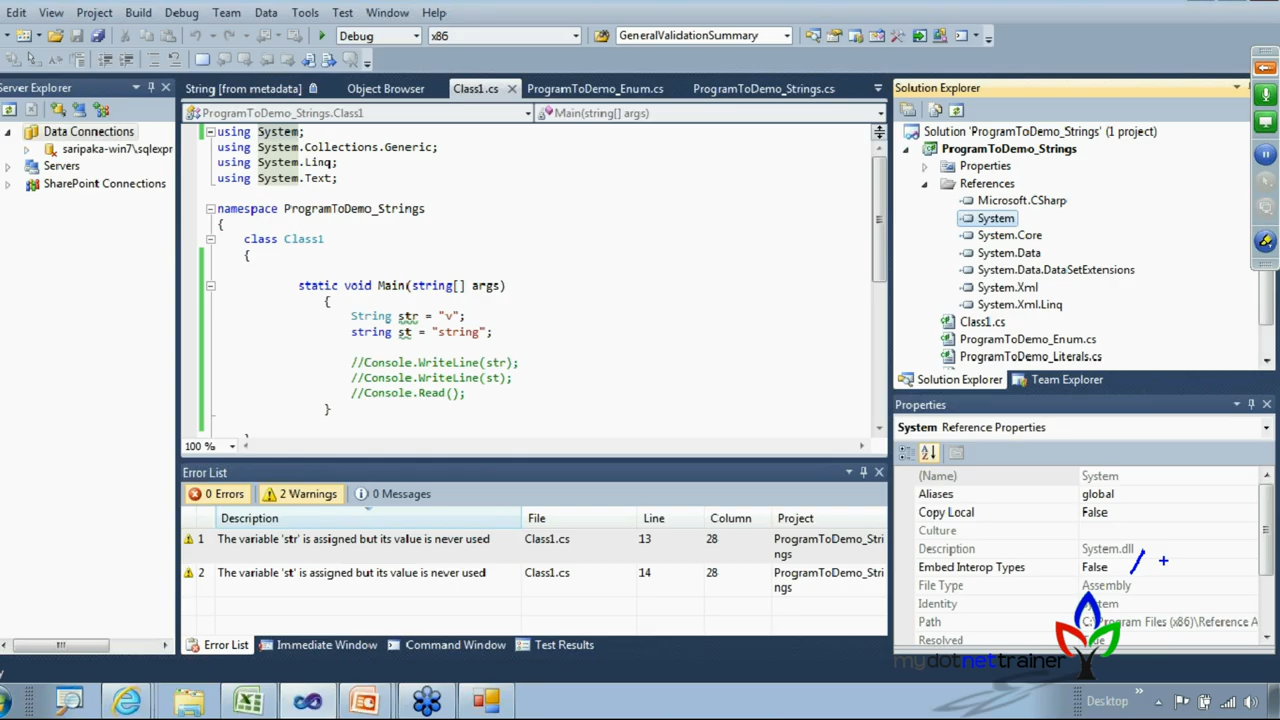 Edit View Project Build Debug Team Data Tools Test Window Help
Debug x86 GeneralValidationSummary
Server Explorer
Data Connections
saripaka-win7\sqlexpr
Servers
SharePoint Connections
String [from metadata] Object Browser Class1.cs ProgramToDemo_Enum.cs ProgramToDemo_Strings.cs
ProgramToDemo_Strings.Class1 Main(string[] args)
using System;
using System.Collections.Generic;
using System.Linq;
using System.Text;
namespace ProgramToDemo_Strings
{
class Class1
{
static void Main(string[] args)
{
String str = "v";
string st = "string";
//Console.WriteLine(str);
//Console.WriteLine(st);
//Console.Read();
}
100 %
Error List
0 Errors 2 Warnings 0 Messages
Description File Line Column Project
1 The variable 'str' is assigned but its value is never used Class1.cs 13 28 ProgramToDemo_Stri
ngs
2 The variable 'st' is assigned but its value is never used Class1.cs 14 28 ProgramToDemo_Stri
ngs
Error List Immediate Window Command Window Test Results
Solution Explorer
Solution 'ProgramToDemo_Strings' (1 project)
ProgramToDemo_Strings
Properties
References
Microsoft.CSharp
System
System.Core
System.Data
System.Data.DataSetExtensions
System.Xml
System.Xml.Linq
Class1.cs
ProgramToDemo_Enum.cs
ProgramToDemo_Literals.cs
Solution Explorer Team Explorer
Properties
System Reference Properties
(Name) System
Aliases global
Copy Local False
Culture
Description System.dll
Embed Interop Types False
File Type Assembly
Identity
Path C:\Program Files (x86)\Reference A
Resolved
mydotnettrainer
Desktop